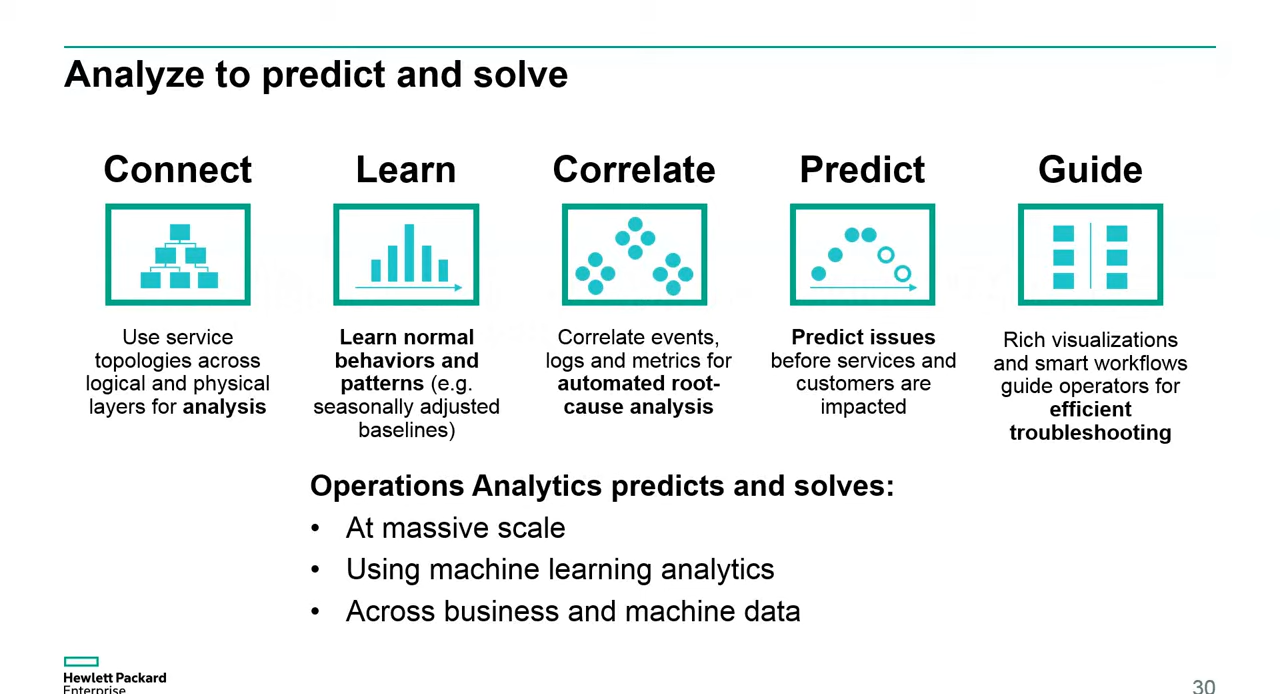 Analyze to predict and solve
Connect
Learn
Correlate
Predict
Guide
Use service
topologies across
logical and physical
layers for analysis
Learn normal
behaviors and
patterns (e.g.
seasonally adjusted
baselines)
Correlate events,
logs and metrics for
automated root-
cause analysis
Predict issues
before services and
customers are
impacted
Rich visualizations
and smart workflows
guide operators for
efficient
troubleshooting
Operations Analytics predicts and solves:
• At massive scale
• Using machine learning analytics
• Across business and machine data
Hewlett Packard
Enterprise
30